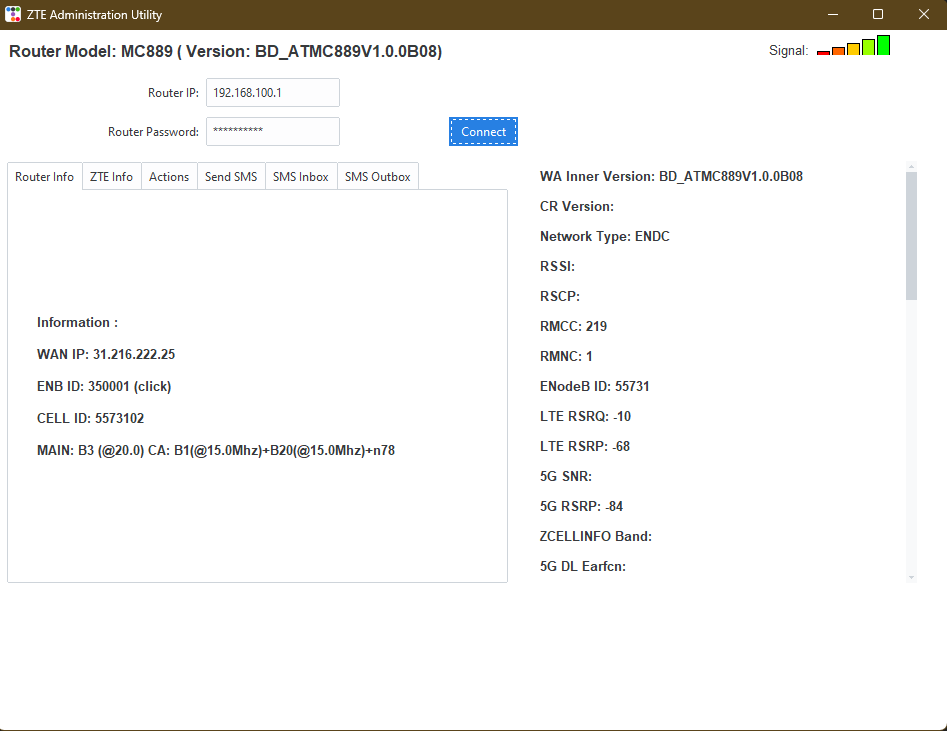 ZTE Administration Utility
Router Model: MC889 ( Version: BD_ATMC889V1.0.0B08)
Signal:
Router IP: 192.168.100.1
Router Password: **********
Connect
Router Info ZTE Info Actions Send SMS SMS Inbox SMS Outbox
Information :
WAN IP: 31.216.222.25
ENB ID: 350001 (click)
CELL ID: 5573102
MAIN: B3 (@20.0) CA: B1(@15.0Mhz)+B20(@15.0Mhz)+n78
WA Inner Version: BD_ATMC889V1.0.0B08
CR Version:
Network Type: ENDC
RSSI:
RSCP:
RMCC: 219
RMNC: 1
ENodeB ID: 55731
LTE RSRQ: -10
LTE RSRP: -68
5G SNR:
5G RSRP: -84
ZCELLINFO Band:
5G DL Earfcn: